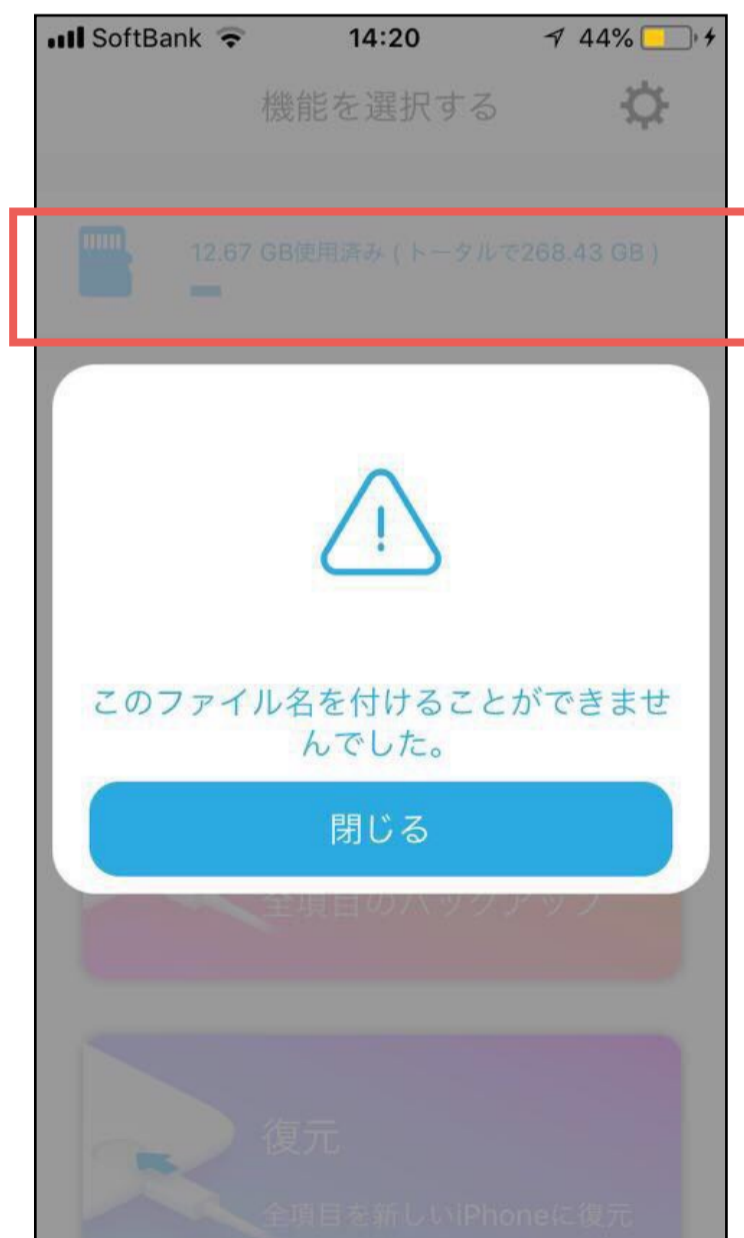 SoftBank 14:20 44%
機能を選択する
12.67 GB使用済み ( トータルで268.43 GB )
このファイル名を付けることができませ
んでした。
閉じる
全項目のバックアップ
復元
全項目を新しいiPhoneに復元